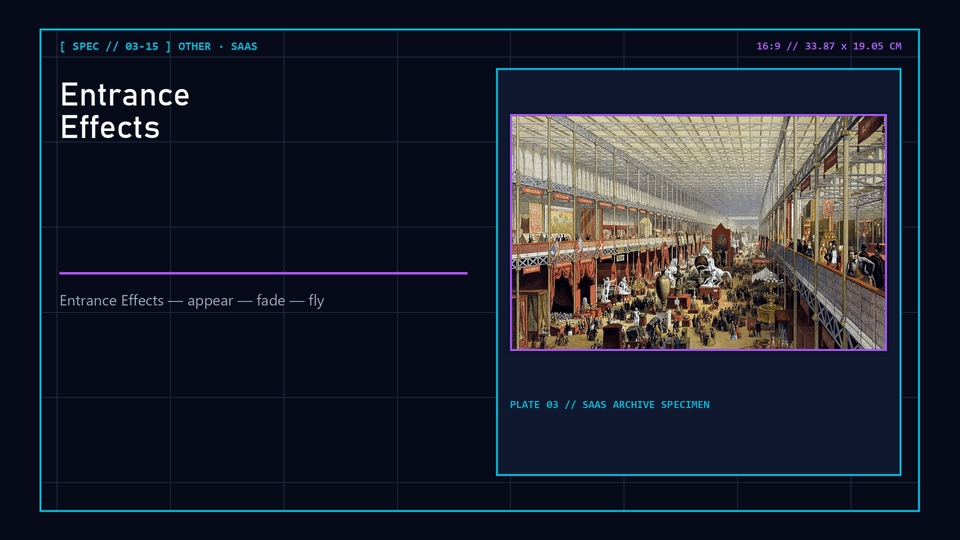 [ SPEC // 03-15 ] OTHER · SAAS
16:9 // 33.87 x 19.05 CM
Entrance
Effects
Entrance Effects — appear — fade — fly
PLATE 03 // SAAS ARCHIVE SPECIMEN